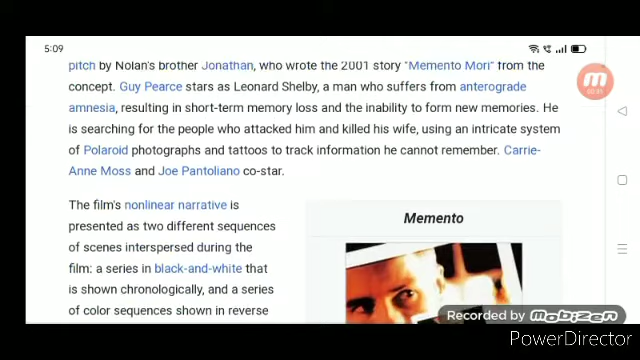 5:09
pitch by Nolan's brother Jonathan, who wrote the 2001 story "Memento Mori" from the
concept. Guy Pearce stars as Leonard Shelby, a man who suffers from anterograde
amnesia, resulting in short-term memory loss and the inability to form new memories. He
is searching for the people who attacked him and killed his wife, using an intricate system
of Polaroid photographs and tattoos to track information he cannot remember. Carrie-
Anne Moss and Joe Pantoliano co-star.
The film's nonlinear narrative is
presented as two different sequences
of scenes interspersed during the
film: a series in black-and-white that
is shown chronologically, and a series
of color sequences shown in reverse
Memento
Recorded by Mobizen
PowerDirector